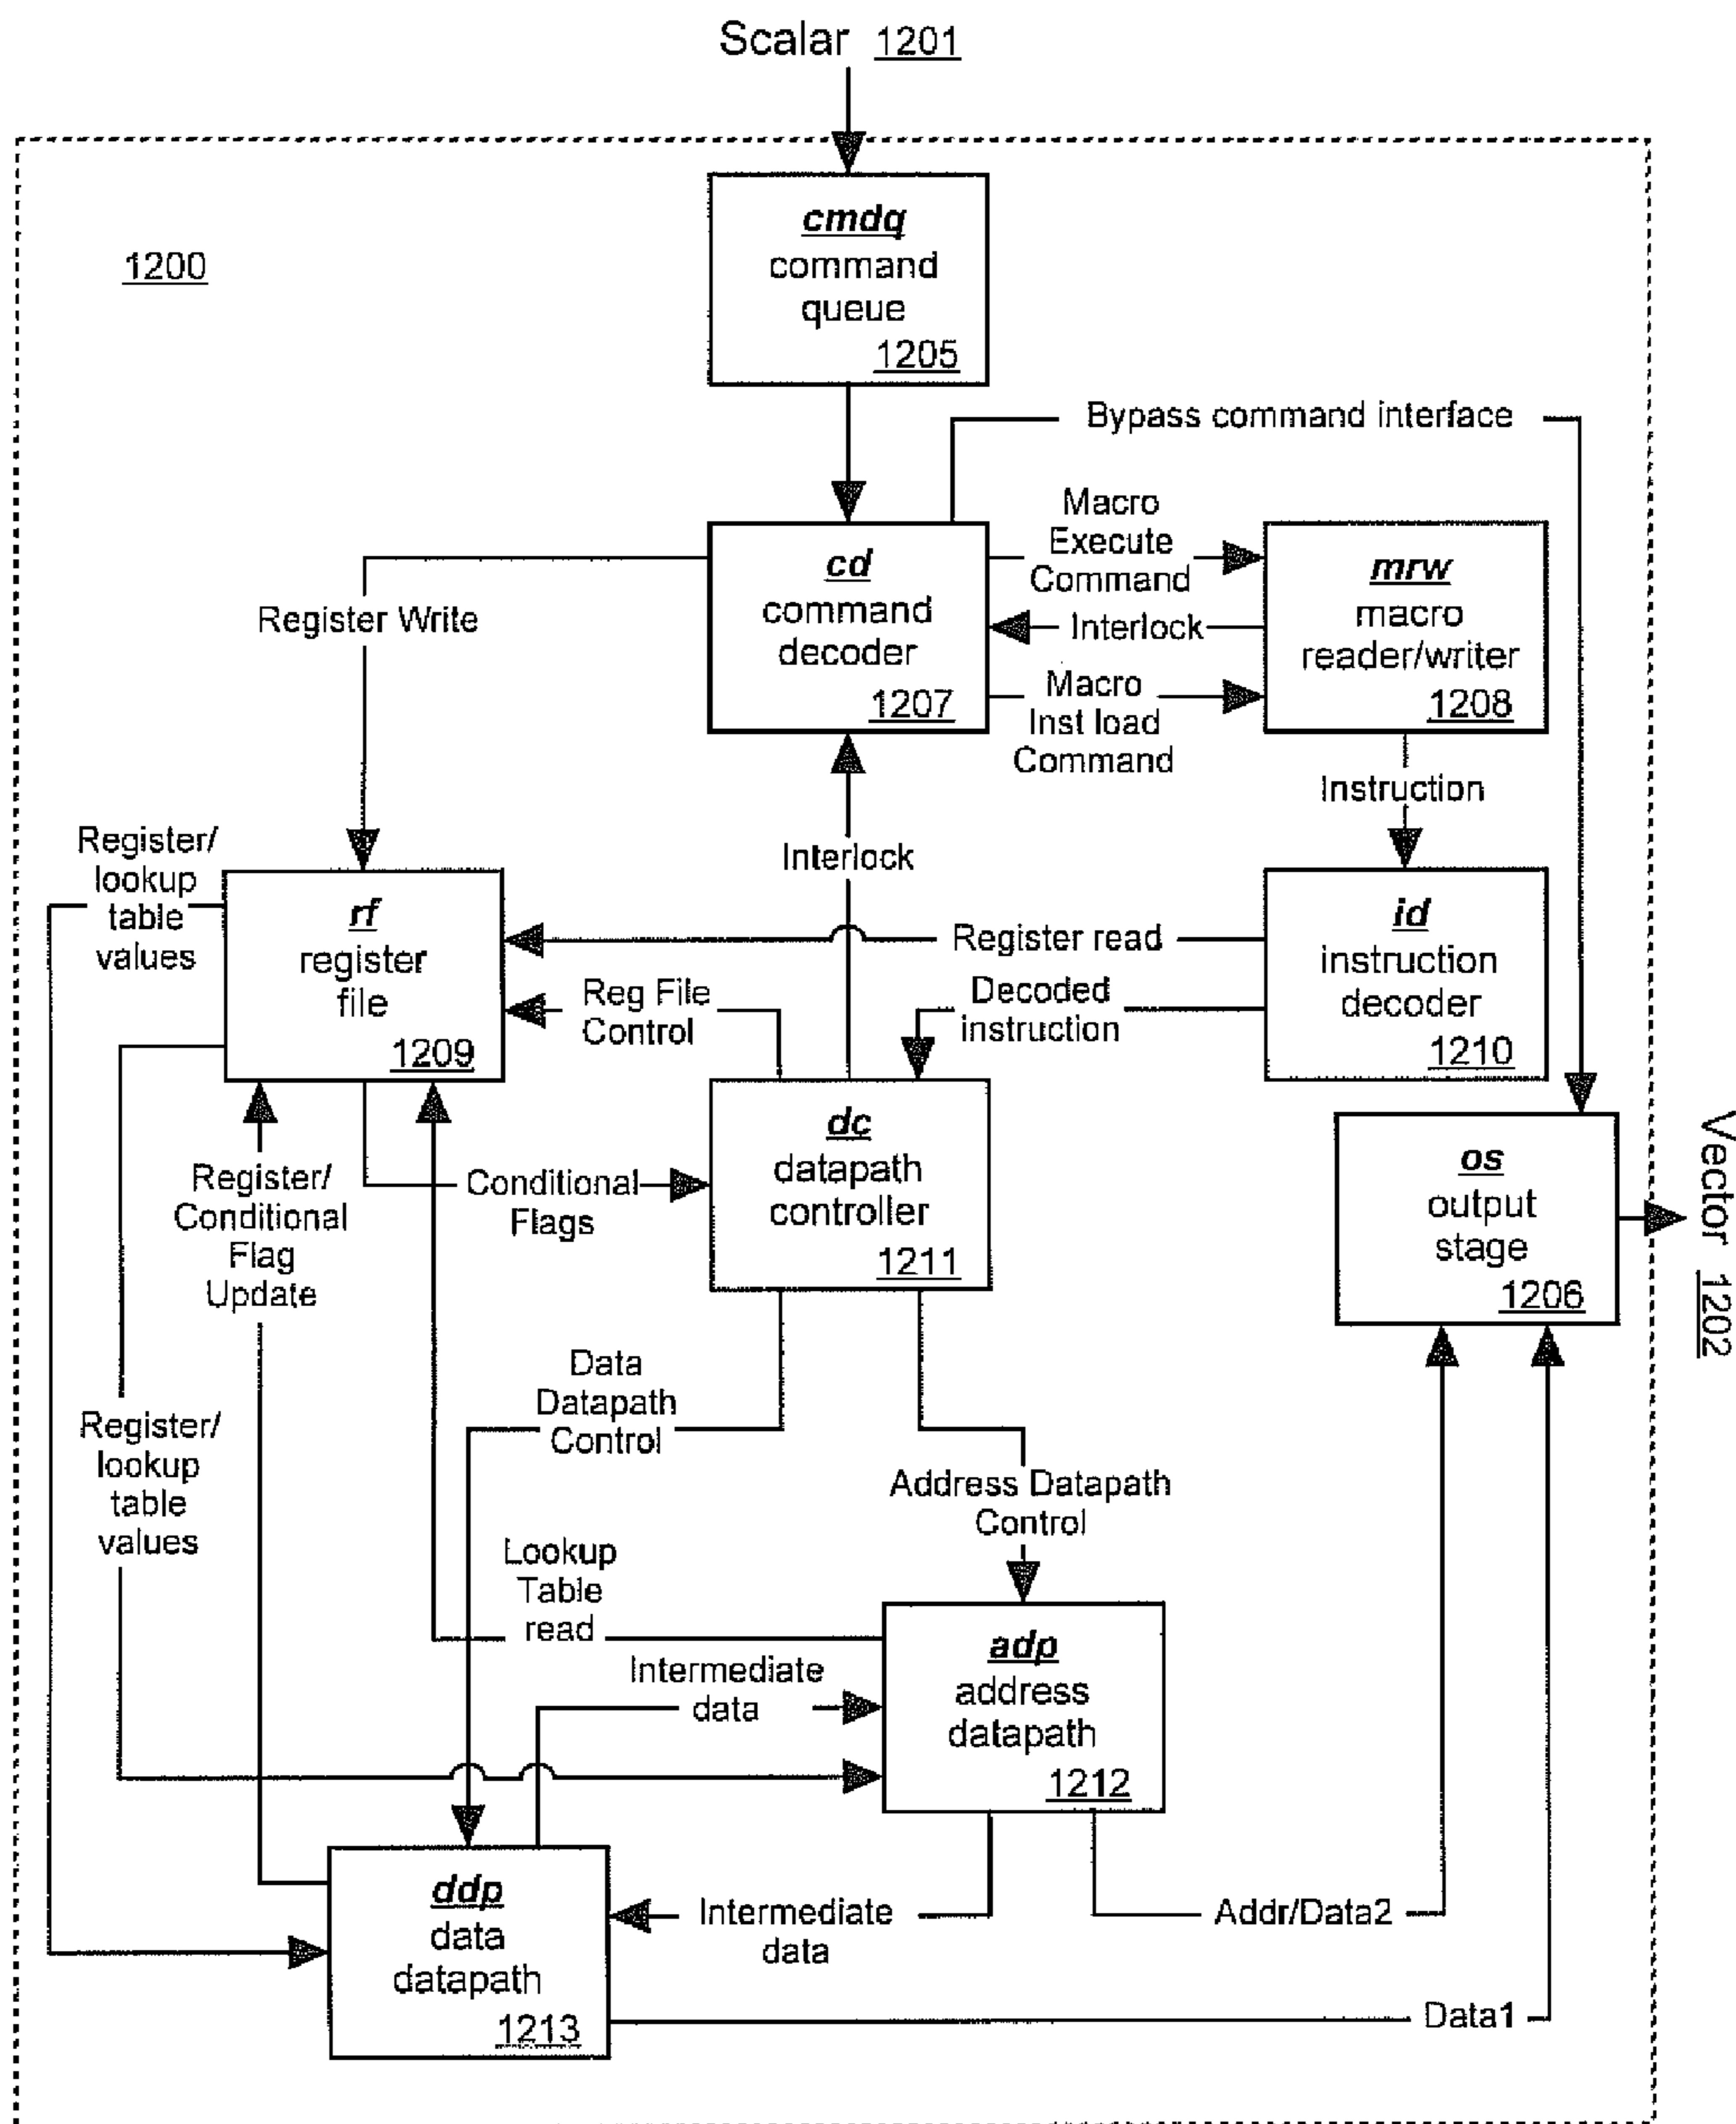 Scalar 1201
1200
cmdq
command
queue
1205
Bypass command interface
Macro
Execute
Command
cd
command
decoder
1207
Interlock
Macro
Inst load
Command
mrw
macro
reader/writer
1208
Register Write
Instruction
Register/
lookup
table
values
Interlock
rf
register
file
1209
Register read
Reg File
Control
Decoded
instruction
id
instruction
decoder
1210
Register/
Conditional
Flag
Update
Conditional
Flags
dc
datapath
controller
1211
os
output
stage
1206
Vector 1202
Data
Datapath
Control
Register/
lookup
table
values
Address Datapath
Control
Lookup
Table
read
Intermediate
data
adp
address
datapath
1212
ddp
data
datapath
1213
Intermediate
data
Addr/Data2
Data1